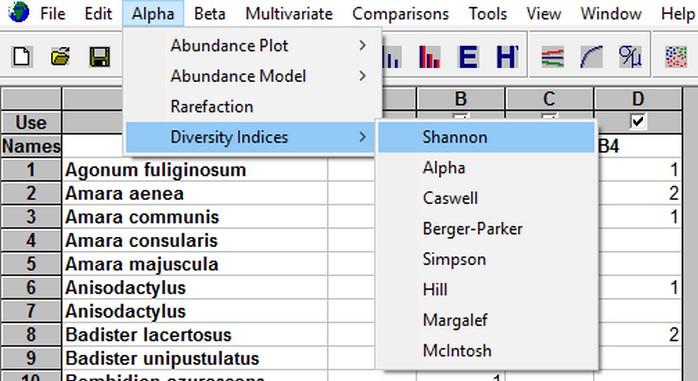 File Edit Alpha Beta Multivariate Comparisons Tools View Window Help
Abundance Plot
Abundance Model
Rarefaction
Diversity Indices
Shannon
Alpha
Caswell
Berger-Parker
Simpson
Hill
Margalef
McIntosh
E H'
B C D
Use
Names B4
1 Agonum fuliginosum 1
2 Amara aenea 2
3 Amara communis 1
4 Amara consularis
5 Amara majuscula
6 Anisodactylus 1
7 Anisodactylus
8 Badister lacertosus 2
9 Badister unipustulatus